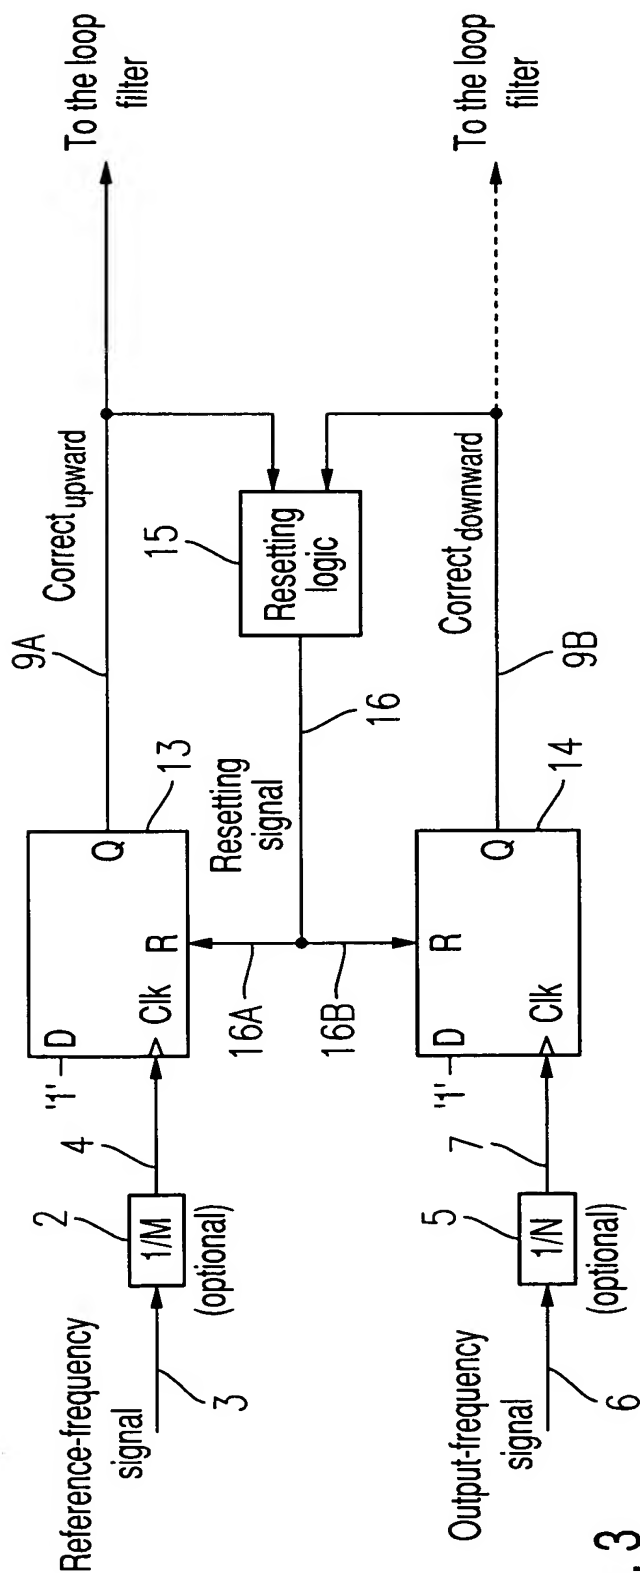 Reference-frequency
signal
3
2
1/M
(optional)
4
'1'
D
Clk
Q
R
13
9A
Correct upward
To the loop
filter
16A
16B
Resetting
signal
16
15
Resetting
logic
Output-frequency
signal
6
5
1/N
(optional)
7
'1'
D
Clk
R
Q
14
9B
Correct downward
To the loop
filter
3